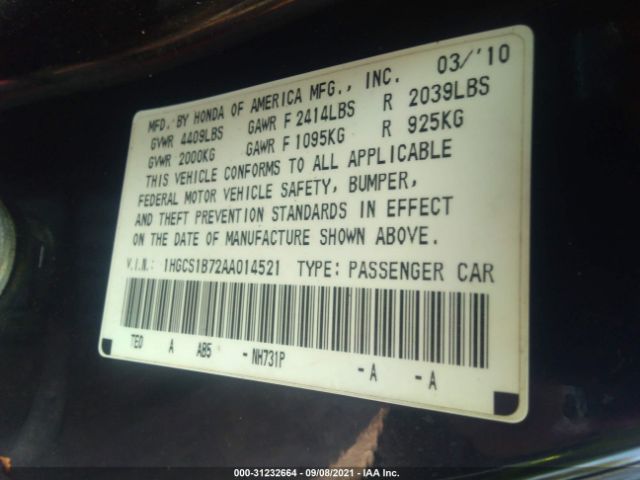 MFD. BY HONDA OF AMERICA MFG., INC. 03/'10
GVWR 4409LBS GAWR F 2414LBS R 2039LBS
GVWR 2000KG GAWR F 1095KG R 925KG
THIS VEHICLE CONFORMS TO ALL APPLICABLE
FEDERAL MOTOR VEHICLE SAFETY, BUMPER,
AND THEFT PREVENTION STANDARDS IN EFFECT
ON THE DATE OF MANUFACTURE SHOWN ABOVE.
V.I.N.: 1HGCS1B72AA014521 TYPE: PASSENGER CAR
TE0 A AB5 -NH731P -A -A
000-31232664 - 09/08/2021 - IAA Inc.